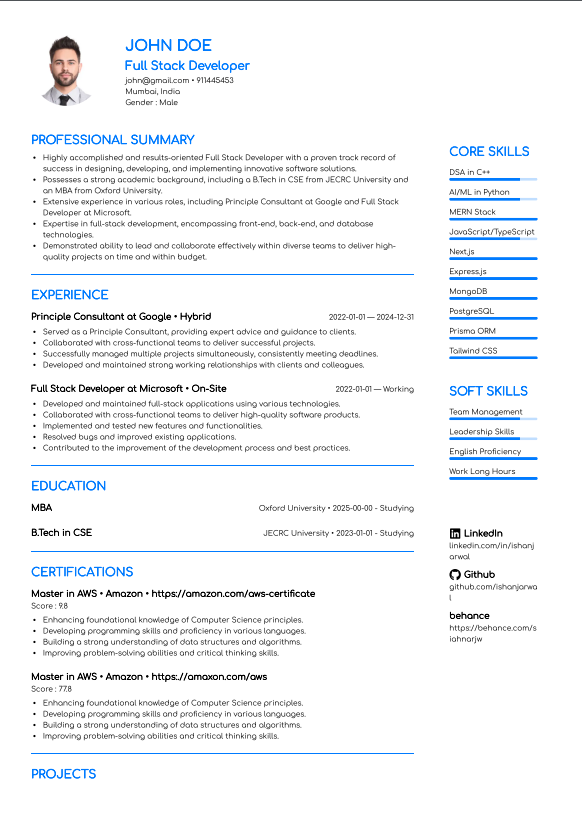 JOHN DOE
Full Stack Developer
john@gmail.com • 911445453
Mumbai, India
Gender : Male
PROFESSIONAL SUMMARY
• Highly accomplished and results-oriented Full Stack Developer with a proven track record of
success in designing, developing, and implementing innovative software solutions.
• Possesses a strong academic background, including a B.Tech in CSE from JECRC University and
an MBA from Oxford University.
• Extensive experience in various roles, including Principle Consultant at Google and Full Stack
Developer at Microsoft.
• Expertise in full-stack development, encompassing front-end, back-end, and database
technologies.
• Demonstrated ability to lead and collaborate effectively within diverse teams to deliver high-
quality projects on time and within budget.
EXPERIENCE
Principle Consultant at Google • Hybrid 2022-01-01 — 2024-12-31
• Served as a Principle Consultant, providing expert advice and guidance to clients.
• Collaborated with cross-functional teams to deliver successful projects.
• Successfully managed multiple projects simultaneously, consistently meeting deadlines.
• Developed and maintained strong working relationships with clients and colleagues.
Full Stack Developer at Microsoft • On-Site 2022-01-01 — Working
• Developed and maintained full-stack applications using various technologies.
• Collaborated with cross-functional teams to deliver high-quality software products.
• Implemented and tested new features and functionalities.
• Resolved bugs and improved existing applications.
• Contributed to the improvement of the development process and best practices.
EDUCATION
MBA Oxford University • 2025-00-00 - Studying
B.Tech in CSE JECRC University • 2023-01-01 - Studying
CERTIFICATIONS
Master in AWS • Amazon • https://amazon.com/aws-certificate
Score : 9.8
• Enhancing foundational knowledge of Computer Science principles.
• Developing programming skills and proficiency in various languages.
• Building a strong understanding of data structures and algorithms.
• Improving problem-solving abilities and critical thinking skills.
Master in AWS • Amazon • https://amaxon.com/aws
Score : 77.8
• Enhancing foundational knowledge of Computer Science principles.
• Developing programming skills and proficiency in various languages.
• Building a strong understanding of data structures and algorithms.
• Improving problem-solving abilities and critical thinking skills.
PROJECTS
CORE SKILLS
DSA in C++
AI/ML in Python
MERN Stack
JavaScript/TypeScript
Next.js
Express.js
MongoDB
PostgreSQL
Prisma ORM
Tailwind CSS
SOFT SKILLS
Team Management
Leadership Skills
English Proficiency
Work Long Hours
LinkedIn
linkedin.com/in/ishanj
arwal
Github
github.com/ishanjarwa
l
behance
https://behance.com/s
iahnarjw